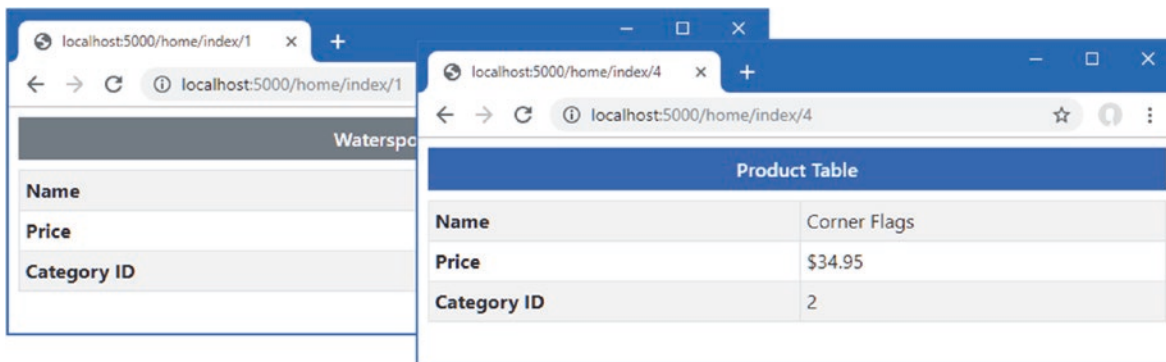 localhost:5000/home/index/1
localhost:5000/home/index/1
Name
Price
Category ID
localhost:5000/home/index/4
localhost:5000/home/index/4
Product Table
Name Corner Flags
Price $34.95
Category ID 2